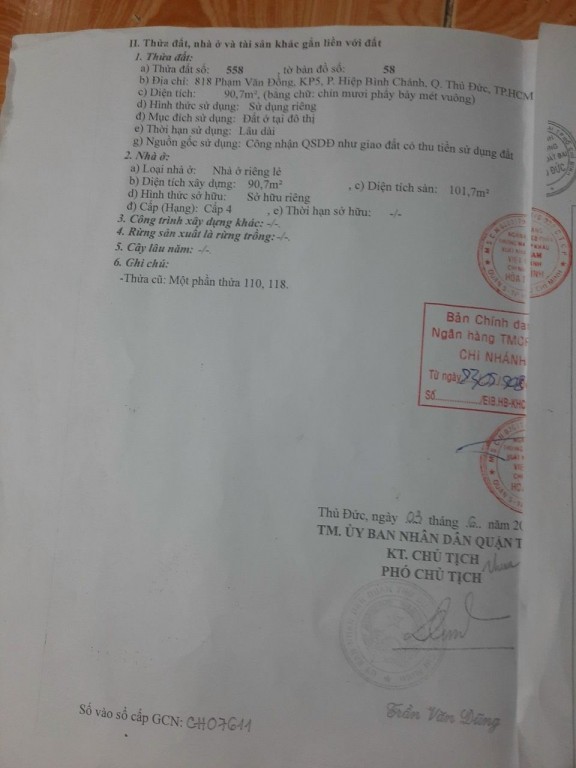 II. Thửa đất, nhà ở và tài sản khác gắn liền với đất
1. Thửa đất:
a) Thửa đất số: 558 , tờ bản đồ số: 58
b) Địa chỉ: 818 Phạm Văn Đồng, KP5, P. Hiệp Bình Chánh, Q. Thủ Đức, TP.HCM
c) Diện tích: 90,7m², (bằng chữ: chín mươi phẩy bảy mét vuông)
d) Hình thức sử dụng: Sử dụng riêng
đ) Mục đích sử dụng: Đất ở tại đô thị
e) Thời hạn sử dụng: Lâu dài
g) Nguồn gốc sử dụng: Công nhận QSDĐ như giao đất có thu tiền sử dụng đất
2. Nhà ở:
a) Loại nhà ở: Nhà ở riêng lẻ
b) Diện tích xây dựng: 90,7m² , c) Diện tích sàn: 101,7m²
d) Hình thức sở hữu: Sở hữu riêng
đ) Cấp (Hạng): Cấp 4 , e) Thời hạn sở hữu: -/-
3. Công trình xây dựng khác: -/-.
4. Rừng sản xuất là rừng trồng: -/-.
5. Cây lâu năm: -/-.
6. Ghi chú:
-Thửa cũ: Một phần thửa 110, 118.
Bản Chính đa
Ngân hàng TMCP
CHI NHÁNH
Từ ngày
Số............/EIB.HB-KHC
Thủ Đức, ngày 03 tháng 6 năm 20
TM. ỦY BAN NHÂN DÂN QUẬN T
KT. CHỦ TỊCH
PHÓ CHỦ TỊCH
Trần Văn Dũng
Số vào sổ cấp GCN: CH07611